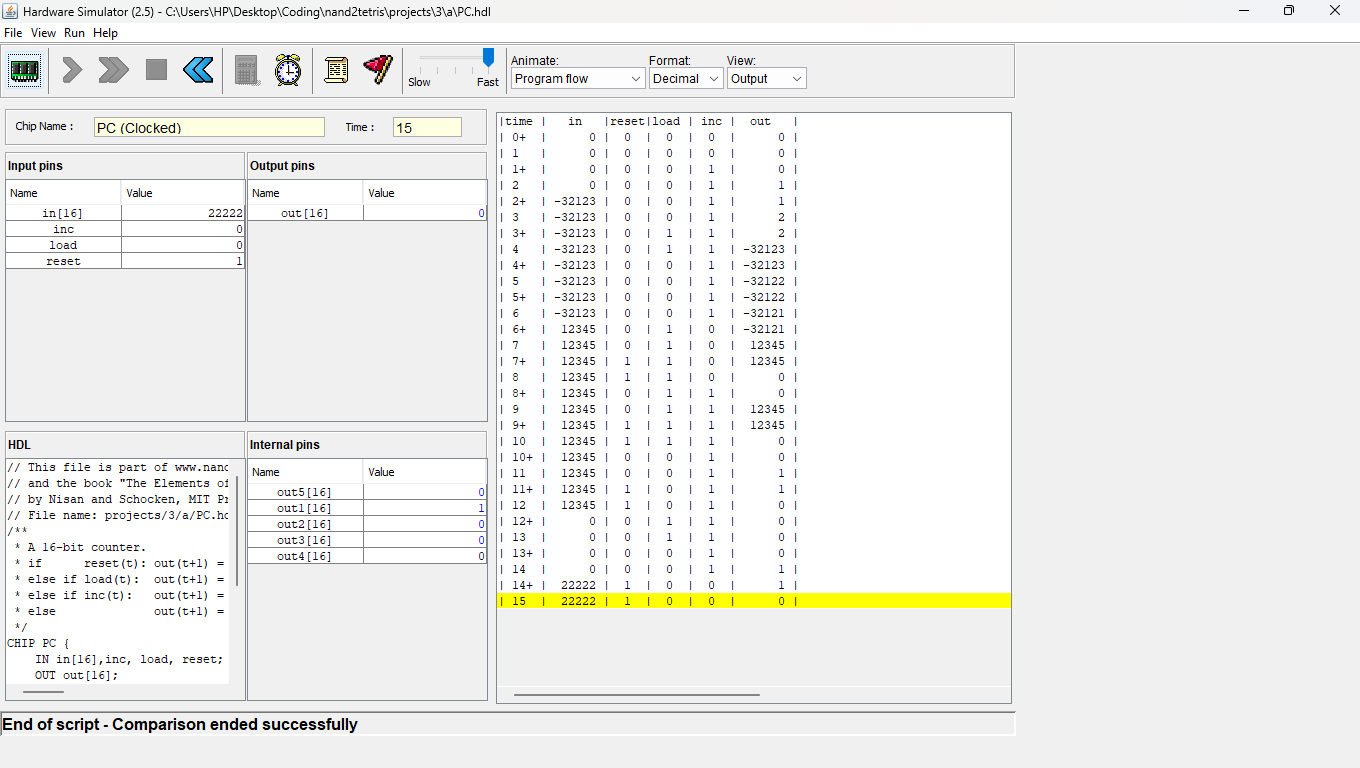 Hardware Simulator (2.5) - C:\Users\HP\Desktop\Coding\nand2tetris\projects\3\a\PC.hdl
File View Run Help
Slow Fast
Animate: Format: View:
Program flow Decimal Output
Chip Name : PC (Clocked) Time : 15
Input pins
Name Value
in[16] 22222
inc 0
load 0
reset 1
Output pins
Name Value
out[16] 0
HDL
// This file is part of www.nand
// and the book "The Elements of
// by Nisan and Schocken, MIT Pr
// File name: projects/3/a/PC.hd
/**
* A 16-bit counter.
* if reset(t): out(t+1) =
* else if load(t): out(t+1) =
* else if inc(t): out(t+1) =
* else out(t+1) =
*/
CHIP PC {
IN in[16],inc, load, reset;
OUT out[16];
Internal pins
Name Value
out5[16] 0
out1[16] 1
out2[16] 0
out3[16] 0
out4[16] 0
|time | in |reset|load | inc | out |
| 0+ | 0 | 0 | 0 | 0 | 0 |
| 1 | 0 | 0 | 0 | 0 | 0 |
| 1+ | 0 | 0 | 0 | 1 | 0 |
| 2 | 0 | 0 | 0 | 1 | 1 |
| 2+ | -32123 | 0 | 0 | 1 | 1 |
| 3 | -32123 | 0 | 0 | 1 | 2 |
| 3+ | -32123 | 0 | 1 | 1 | 2 |
| 4 | -32123 | 0 | 1 | 1 | -32123 |
| 4+ | -32123 | 0 | 0 | 1 | -32123 |
| 5 | -32123 | 0 | 0 | 1 | -32122 |
| 5+ | -32123 | 0 | 0 | 1 | -32122 |
| 6 | -32123 | 0 | 0 | 1 | -32121 |
| 6+ | 12345 | 0 | 1 | 0 | -32121 |
| 7 | 12345 | 0 | 1 | 0 | 12345 |
| 7+ | 12345 | 1 | 1 | 0 | 12345 |
| 8 | 12345 | 1 | 1 | 0 | 0 |
| 8+ | 12345 | 0 | 1 | 1 | 0 |
| 9 | 12345 | 0 | 1 | 1 | 12345 |
| 9+ | 12345 | 1 | 1 | 1 | 12345 |
| 10 | 12345 | 1 | 1 | 1 | 0 |
| 10+ | 12345 | 0 | 0 | 1 | 0 |
| 11 | 12345 | 0 | 0 | 1 | 1 |
| 11+ | 12345 | 1 | 0 | 1 | 1 |
| 12 | 12345 | 1 | 0 | 1 | 0 |
| 12+ | 0 | 0 | 1 | 1 | 0 |
| 13 | 0 | 0 | 1 | 1 | 0 |
| 13+ | 0 | 0 | 0 | 1 | 0 |
| 14 | 0 | 0 | 0 | 1 | 1 |
| 14+ | 22222 | 1 | 0 | 0 | 1 |
| 15 | 22222 | 1 | 0 | 0 | 0 |
End of script - Comparison ended successfully